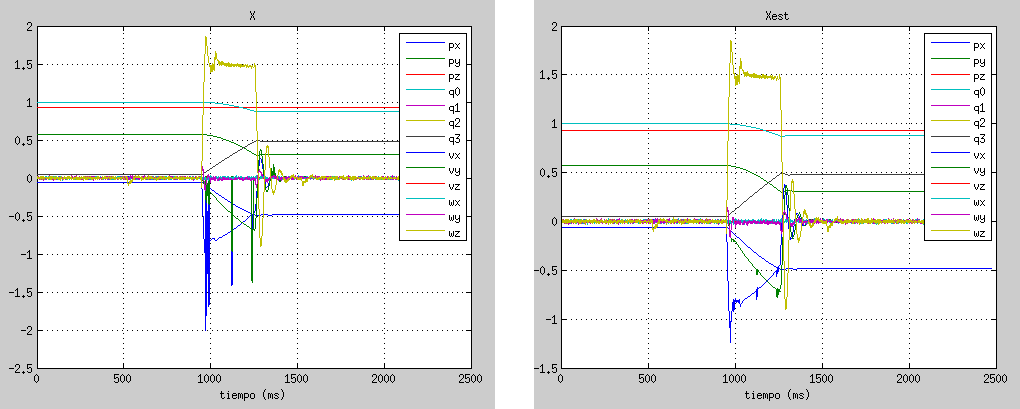 X
2
1.5
1
0.5
0
-0.5
-1
-1.5
-2
-2.5
0
500
1000
1500
2000
2500
tiempo (ms)
px
py
pz
q0
q1
q2
q3
vx
vy
vz
wx
wy
wz
Xest
2
1.5
1
0.5
0
-0.5
-1
-1.5
0
500
1000
1500
2000
2500
tiempo (ms)
px
py
pz
q0
q1
q2
q3
vx
vy
vz
wx
wy
wz